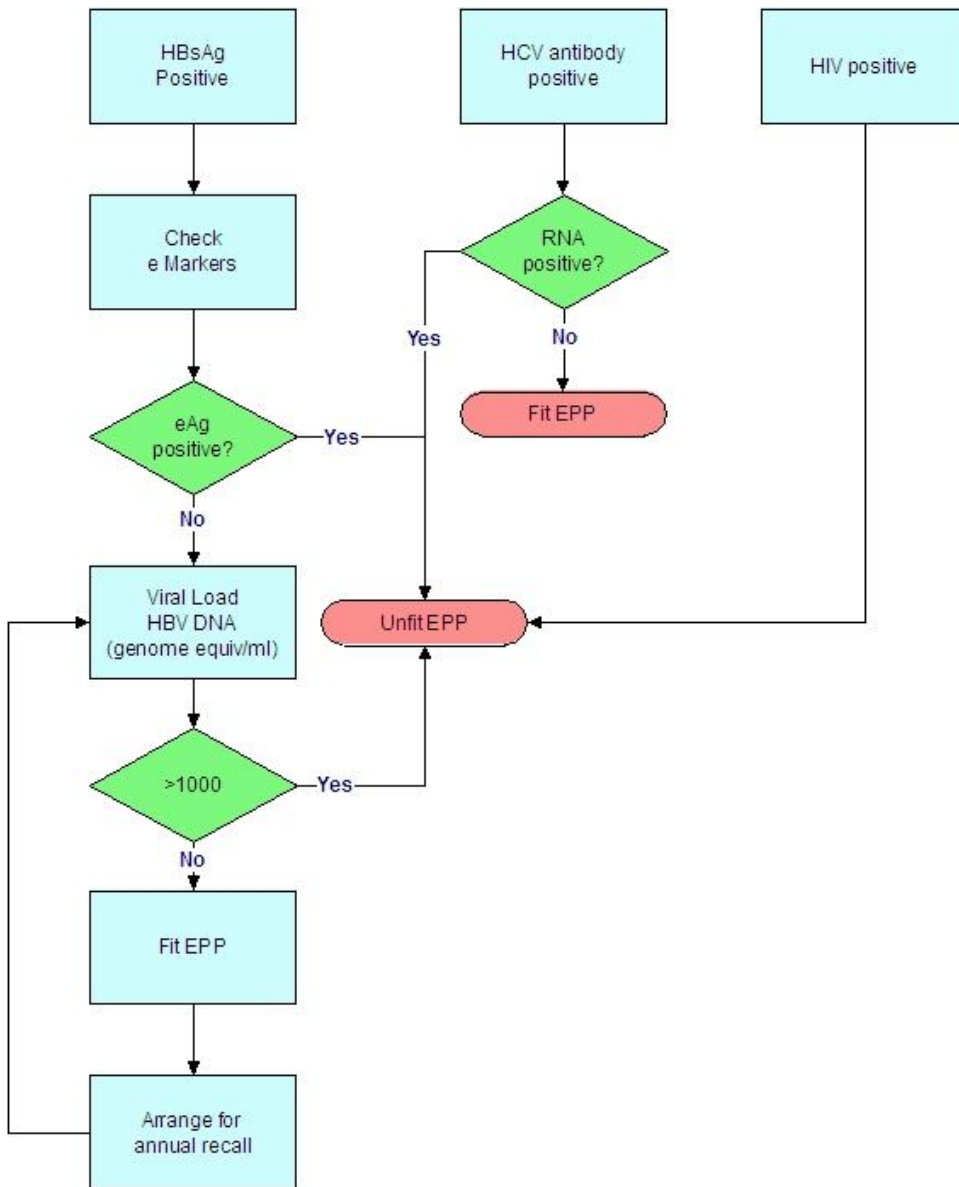 HBsAg
Positive
HCV antibody
positive
HIV positive
Check
e Markers
RNA
positive?
Yes
No
Fit EPP
eAg
positive?
Yes
No
Viral Load
HBV DNA
(genome equiv/ml)
Unfit EPP
>1000
Yes
No
Fit EPP
Arrange for
annual recall